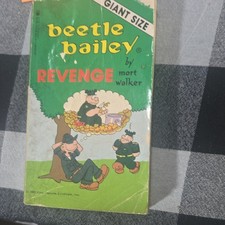 GIANT SIZE
beetle
bailey
by
REVENGE
mort
walker